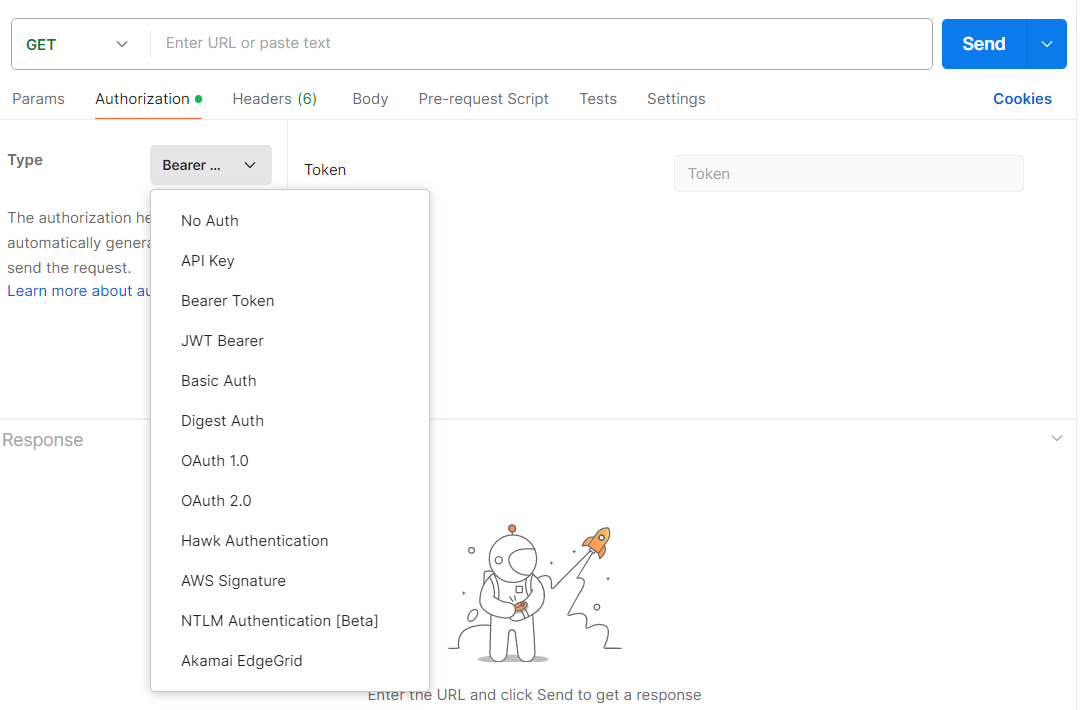 GET
Enter URL or paste text
Send
Params
Authorization
Headers (6)
Body
Pre-request Script
Tests
Settings
Cookies
Type
Bearer ...
Token
Token
The authorization he
automatically genera
send the request.
Learn more about au
No Auth
API Key
Bearer Token
JWT Bearer
Basic Auth
Digest Auth
OAuth 1.0
OAuth 2.0
Hawk Authentication
AWS Signature
NTLM Authentication [Beta]
Akamai EdgeGrid
Response
Enter the URL and click Send to get a response